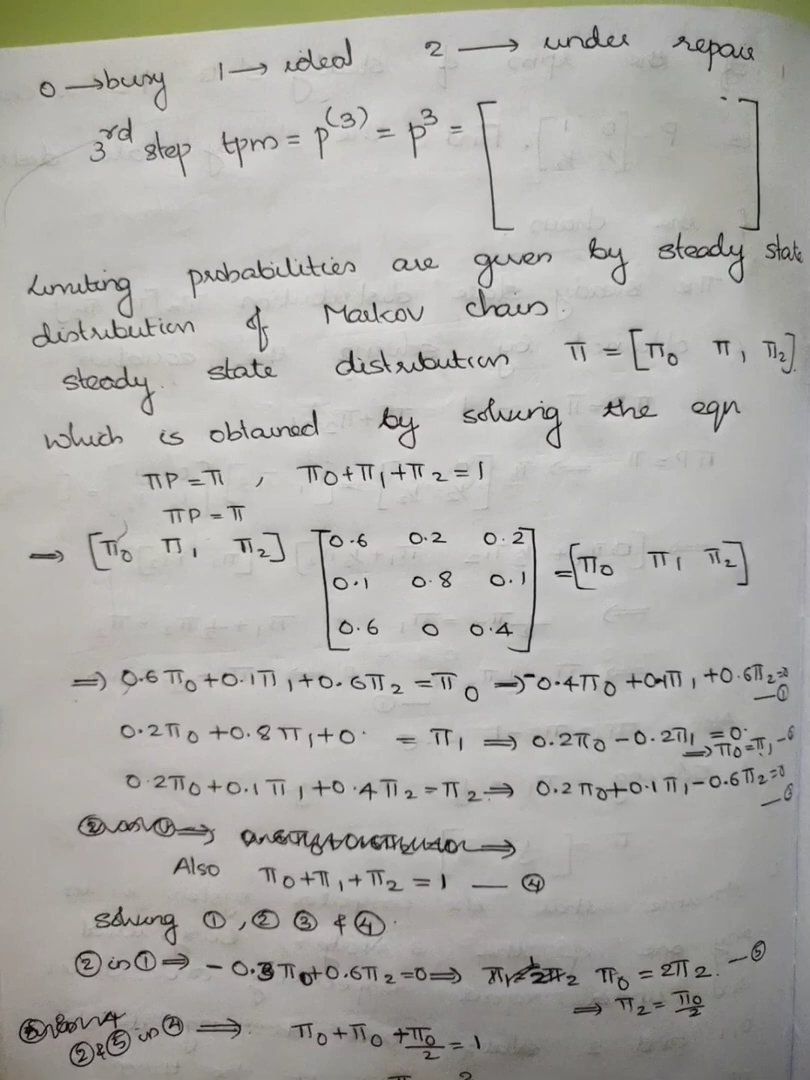 0 → busy 1 → ideal 2 → under repair
3rd step tpm = p^(3) = p^3 = [ ]
Limiting probabilities are given by steady state
distribution of Markov chain.
steady state distribution π = [π₀ π₁ π₂]
which is obtained by solving the eqn
πP = π , π₀+π₁+π₂ = 1
πP = π
⇒ [π₀ π₁ π₂] [0.6 0.2 0.2
0.1 0.8 0.1
0.6 0 0.4] = [π₀ π₁ π₂]
⇒ 0.6π₀+0.1π₁+0.6π₂ = π₀ ⇒ -0.4π₀+0.1π₁+0.6π₂=0 —①
0.2π₀+0.8π₁+0 = π₁ ⇒ 0.2π₀-0.2π₁=0.
⇒π₀=π₁ —
0.2π₀+0.1π₁+0.4π₂=π₂ ⇒ 0.2π₀+0.1π₁-0.6π₂=0
—③
Also π₀+π₁+π₂ = 1 — ④
solving ①, ② ③ & ④.
② in ① ⇒ -0.3π₀+0.6π₂=0 ⇒ π₀ = 2π₂. —⑤
⇒ π₂ = π₀/2
② & ⑤ in ④ ⇒ π₀+π₀+π₀/2 = 1